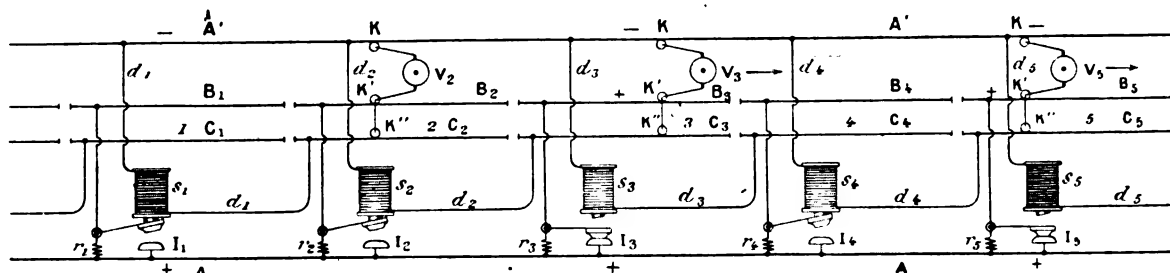 A' K K A' K
− − −
d1 d2 d3 d4 d5
V2 V3 V5
K' K' K'
B1 B2 + B3 B4 + B5
1 C1 K" 2 C2 K" 3 C3 4 C4 K" 5 C5
s1 s2 s3 s4 s5
d1 d2 d3 d4 d5
r1 I1 r2 I2 r3 I3 r4 I4 r5 I5
+ A + A +